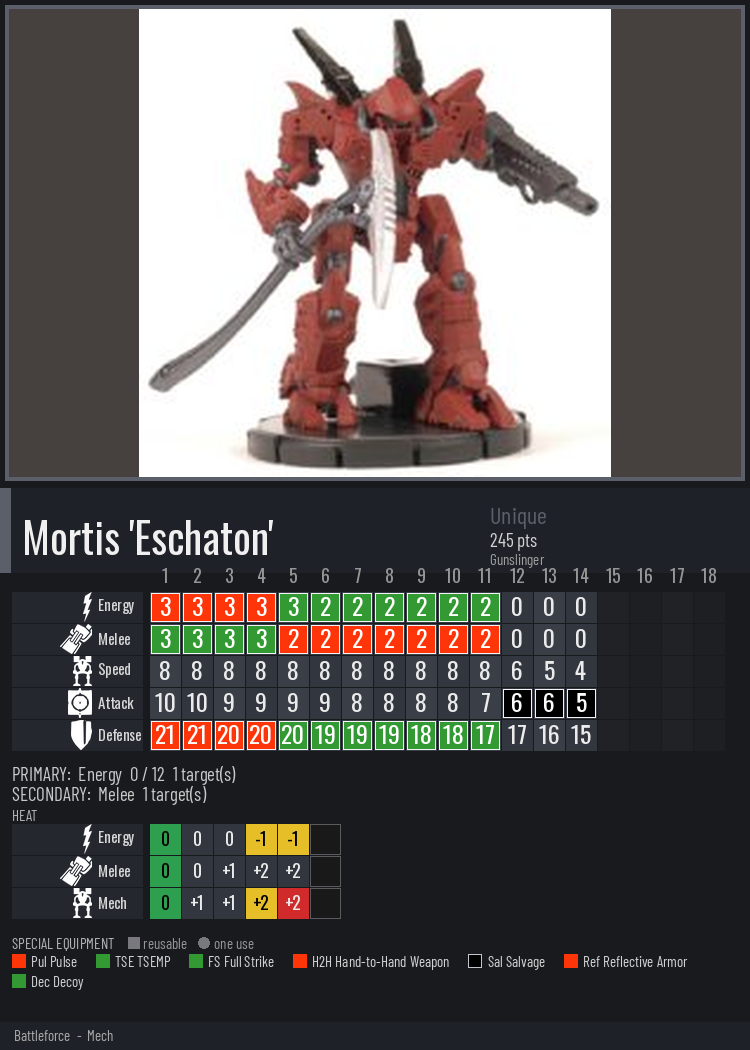 Mortis 'Eschaton'
Unique
245 pts
Gunslinger
1 2 3 4 5 6 7 8 9 10 11 12 13 14 15 16 17 18
Energy 3 3 3 3 3 2 2 2 2 2 2 0 0 0
Melee 3 3 3 3 2 2 2 2 2 2 2 0 0 0
Speed 8 8 8 8 8 8 8 8 8 8 8 6 5 4
Attack 10 10 9 9 9 9 8 8 8 8 7 6 6 5
Defense 21 21 20 20 20 19 19 19 18 18 17 17 16 15
PRIMARY: Energy 0 / 12 1 target(s)
SECONDARY: Melee 1 target(s)
HEAT
Energy 0 0 0 -1 -1
Melee 0 0 +1 +2 +2
Mech 0 +1 +1 +2 +2
SPECIAL EQUIPMENT reusable one use
Pul Pulse TSE TSEMP FS Full Strike H2H Hand-to-Hand Weapon Sal Salvage Ref Reflective Armor
Dec Decoy
Battleforce - Mech